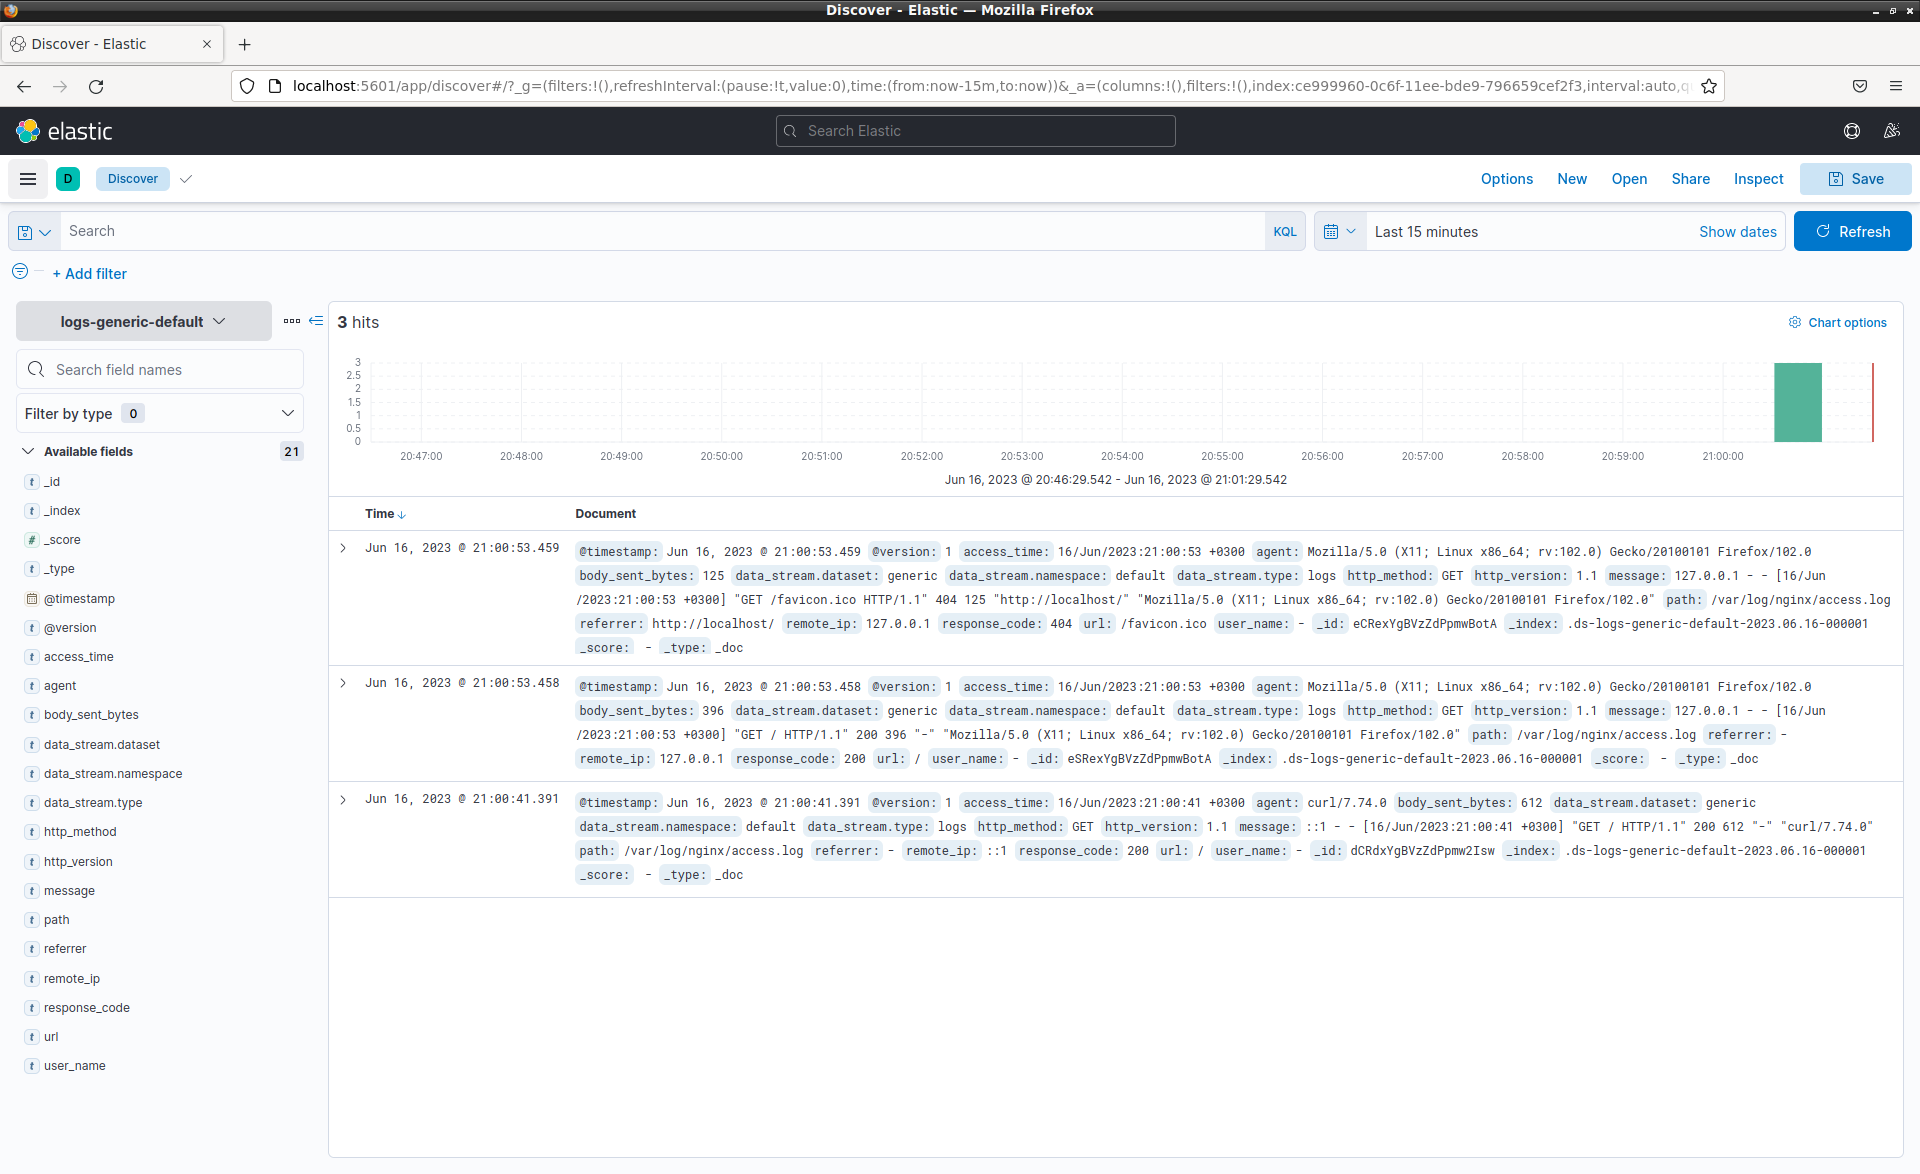 Discover - Elastic — Mozilla Firefox
Discover - Elastic
localhost:5601/app/discover#/?_g=(filters:!(),refreshInterval:(pause:!t,value:0),time:(from:now-15m,to:now))&_a=(columns:!(),filters:!(),index:ce999960-0c6f-11ee-bde9-796659cef2f3,interval:auto,q
elastic
Search Elastic
D
Discover
Options
New
Open
Share
Inspect
Save
Search
KQL
Last 15 minutes
Show dates
Refresh
+ Add filter
logs-generic-default
Search field names
Filter by type 0
Available fields 21
t _id
t _index
# _score
t _type
@timestamp
t @version
t access_time
t agent
t body_sent_bytes
t data_stream.dataset
t data_stream.namespace
t data_stream.type
t http_method
t http_version
t message
t path
t referrer
t remote_ip
t response_code
t url
t user_name
3 hits
Chart options
3
2.5
2
1.5
1
0.5
0
20:47:00 20:48:00 20:49:00 20:50:00 20:51:00 20:52:00 20:53:00 20:54:00 20:55:00 20:56:00 20:57:00 20:58:00 20:59:00 21:00:00
Jun 16, 2023 @ 20:46:29.542 - Jun 16, 2023 @ 21:01:29.542
Time Document
Jun 16, 2023 @ 21:00:53.459
@timestamp: Jun 16, 2023 @ 21:00:53.459 @version: 1 access_time: 16/Jun/2023:21:00:53 +0300 agent: Mozilla/5.0 (X11; Linux x86_64; rv:102.0) Gecko/20100101 Firefox/102.0
body_sent_bytes: 125 data_stream.dataset: generic data_stream.namespace: default data_stream.type: logs http_method: GET http_version: 1.1 message: 127.0.0.1 - - [16/Jun
/2023:21:00:53 +0300] "GET /favicon.ico HTTP/1.1" 404 125 "http://localhost/" "Mozilla/5.0 (X11; Linux x86_64; rv:102.0) Gecko/20100101 Firefox/102.0" path: /var/log/nginx/access.log
referrer: http://localhost/ remote_ip: 127.0.0.1 response_code: 404 url: /favicon.ico user_name: - _id: eCRexYgBVzZdPpmwBotA _index: .ds-logs-generic-default-2023.06.16-000001
_score: - _type: _doc
Jun 16, 2023 @ 21:00:53.458
@timestamp: Jun 16, 2023 @ 21:00:53.458 @version: 1 access_time: 16/Jun/2023:21:00:53 +0300 agent: Mozilla/5.0 (X11; Linux x86_64; rv:102.0) Gecko/20100101 Firefox/102.0
body_sent_bytes: 396 data_stream.dataset: generic data_stream.namespace: default data_stream.type: logs http_method: GET http_version: 1.1 message: 127.0.0.1 - - [16/Jun
/2023:21:00:53 +0300] "GET / HTTP/1.1" 200 396 "-" "Mozilla/5.0 (X11; Linux x86_64; rv:102.0) Gecko/20100101 Firefox/102.0" path: /var/log/nginx/access.log referrer: -
remote_ip: 127.0.0.1 response_code: 200 url: / user_name: - _id: eSRexYgBVzZdPpmwBotA _index: .ds-logs-generic-default-2023.06.16-000001 _score: - _type: _doc
Jun 16, 2023 @ 21:00:41.391
@timestamp: Jun 16, 2023 @ 21:00:41.391 @version: 1 access_time: 16/Jun/2023:21:00:41 +0300 agent: curl/7.74.0 body_sent_bytes: 612 data_stream.dataset: generic
data_stream.namespace: default data_stream.type: logs http_method: GET http_version: 1.1 message: ::1 - - [16/Jun/2023:21:00:41 +0300] "GET / HTTP/1.1" 200 612 "-" "curl/7.74.0"
path: /var/log/nginx/access.log referrer: - remote_ip: ::1 response_code: 200 url: / user_name: - _id: dCRdxYgBVzZdPpmw2Isw _index: .ds-logs-generic-default-2023.06.16-000001
_score: - _type: _doc